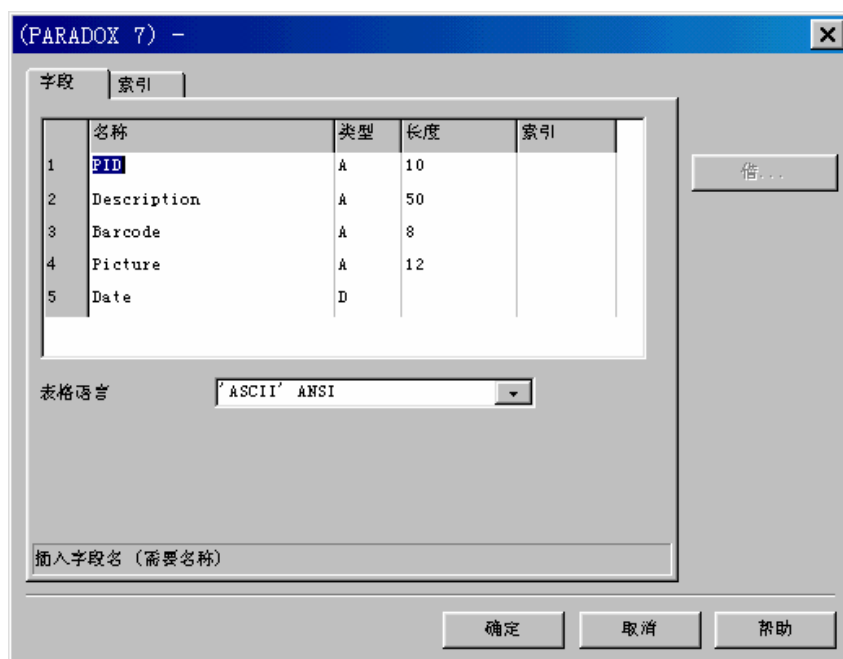 (PARADOX 7) -
字段 索引
名称 类型 长度 索引
1 PID A 10
2 Description A 50
3 Barcode A 8
4 Picture A 12
5 Date D
借...
表格语言 'ASCII' ANSI
插入字段名 (需要名称)
确定 取消 帮助